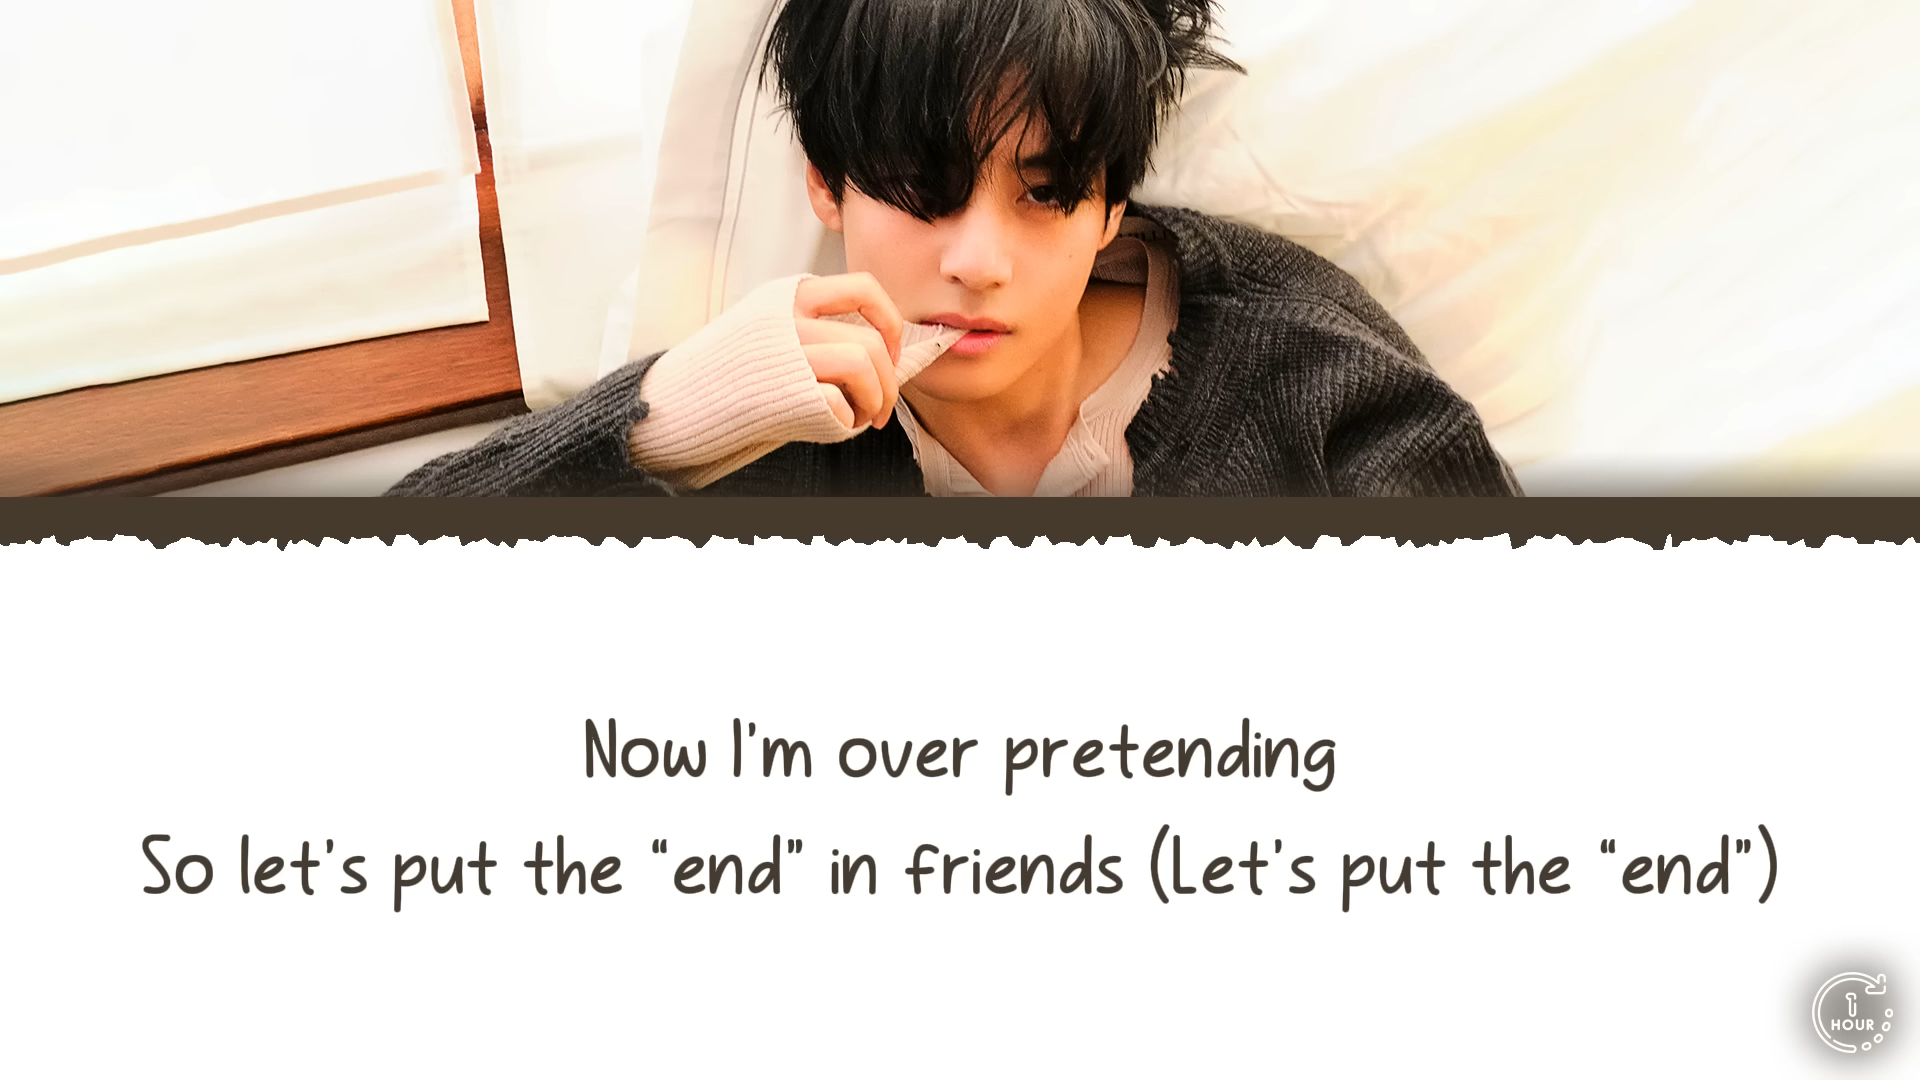 Now I'm over pretending
So let's put the “end” in friends (Let's put the “end”)
1
HOUR